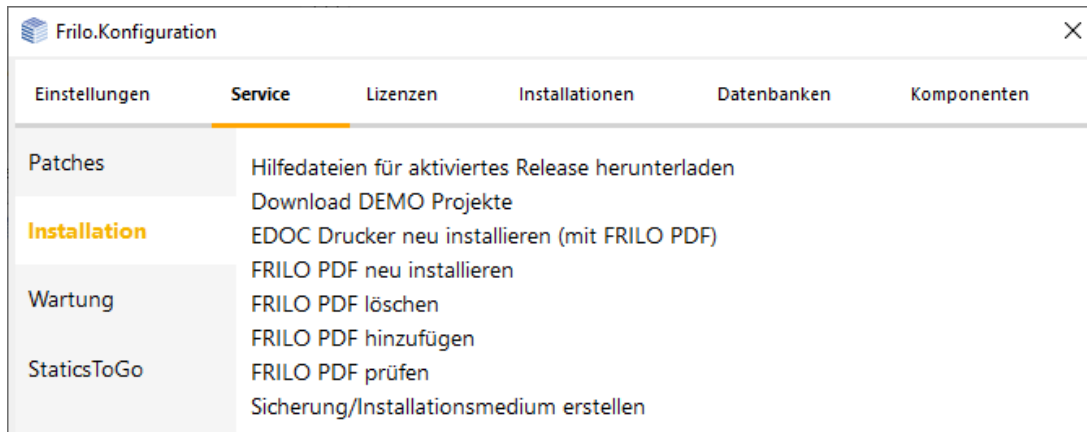 Frilo.Konfiguration
Einstellungen Service Lizenzen Installationen Datenbanken Komponenten
Patches
Installation
Wartung
StaticsToGo
Hilfedateien für aktiviertes Release herunterladen
Download DEMO Projekte
EDOC Drucker neu installieren (mit FRILO PDF)
FRILO PDF neu installieren
FRILO PDF löschen
FRILO PDF hinzufügen
FRILO PDF prüfen
Sicherung/Installationsmedium erstellen